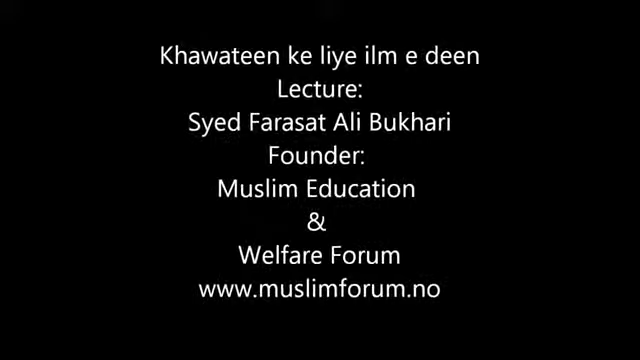 Khawateen ke liye ilm e deen
Lecture:
Syed Farasat Ali Bukhari
Founder:
Muslim Education
&
Welfare Forum
www.muslimforum.no